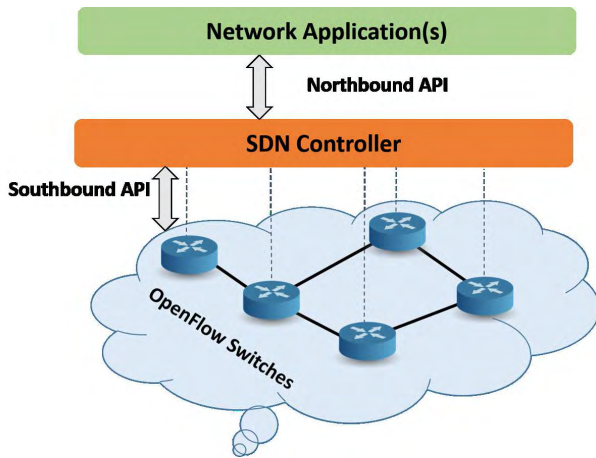 Network Application(s)
Northbound API
SDN Controller
Southbound API
OpenFlow Switches